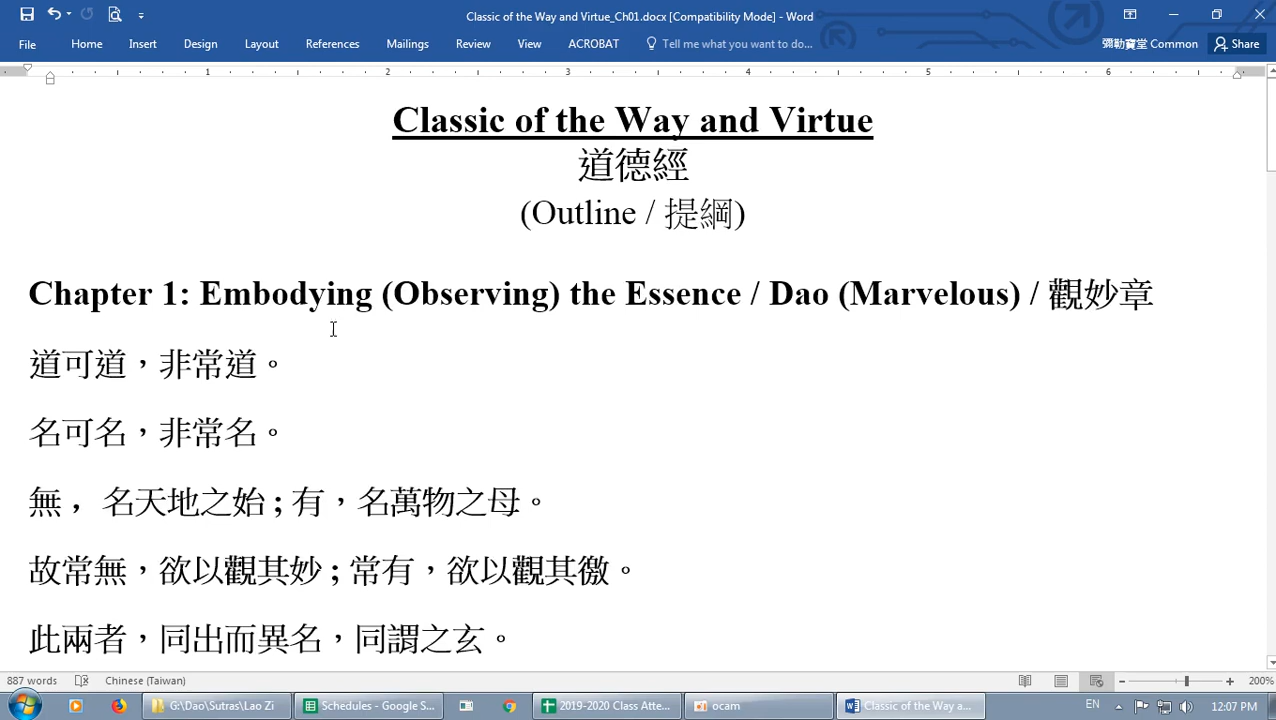 Classic of the Way and Virtue_Ch01.docx [Compatibility Mode] - Word
File Home Insert Design Layout References Mailings Review View ACROBAT Tell me what you want to do... 彌勒寶堂 Common Share
1 2 3 4 5 6
Classic of the Way and Virtue
道德經
(Outline / 提綱)
Chapter 1: Embodying (Observing) the Essence / Dao (Marvelous) / 觀妙章
道可道，非常道。
名可名，非常名。
無， 名天地之始；有，名萬物之母。
故常無，欲以觀其妙；常有，欲以觀其徼。
此兩者，同出而異名，同謂之玄。
887 words Chinese (Taiwan) 200%
G:\Dao\Sutras\Lao Zi Schedules - Google S... 2019-2020 Class Atte... ocam Classic of the Way a... EN 12:07 PM